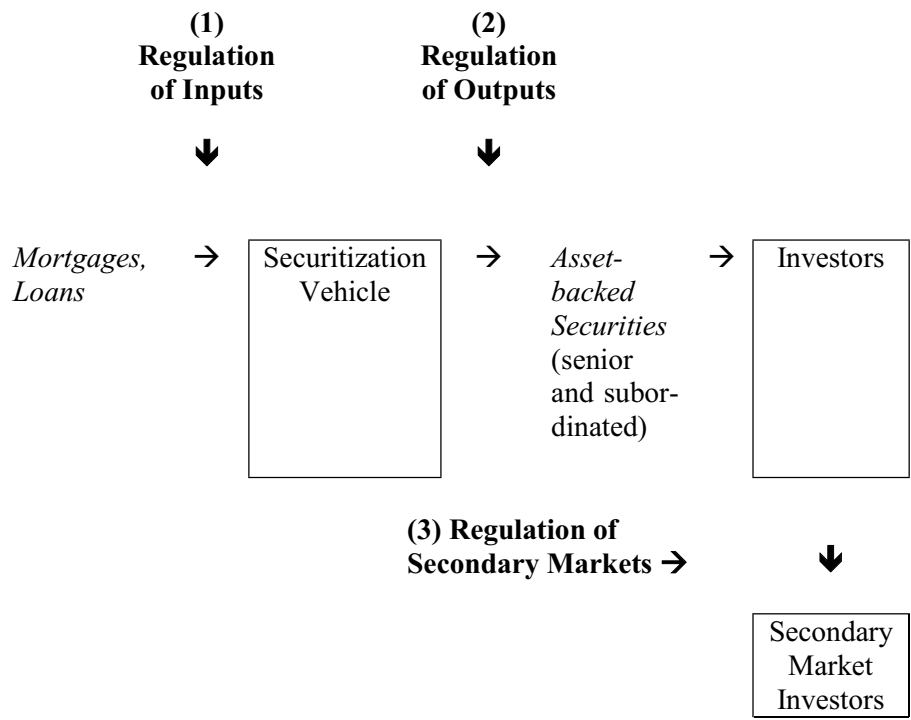 (1)
Regulation
of Inputs
(2)
Regulation
of Outputs
Mortgages,
Loans
Securitization
Vehicle
Asset-
backed
Securities
(senior
and subor-
dinated)
Investors
(3) Regulation of
Secondary Markets →
Secondary
Market
Investors